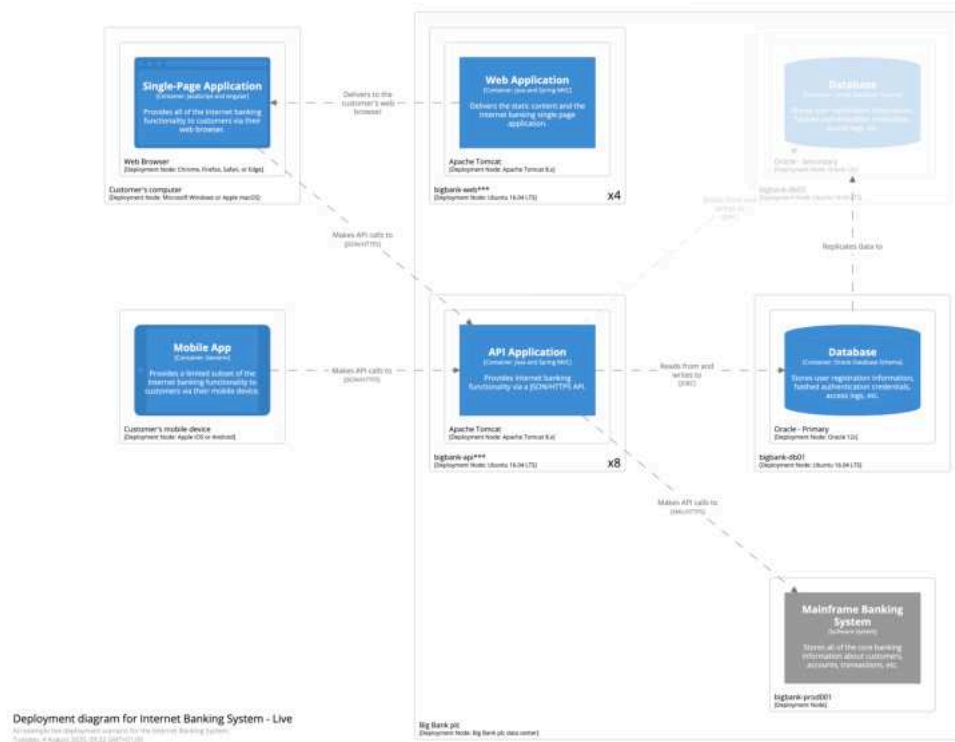 Single-Page Application
[Container: JavaScript and Angular]
Provides all of the Internet banking
functionality to customers via their
web browser.
Web Browser
[Deployment Node: Chrome, Firefox, Safari, or Edge]
Customer's computer
[Deployment Node: Microsoft Windows or Apple macOS]
Delivers to the
customer's web
browser
Web Application
[Container: Java and Spring MVC]
Delivers the static content and the
Internet banking single page
application.
Apache Tomcat
[Deployment Node: Apache Tomcat 8.x]
bigbank-web***
[Deployment Node: Ubuntu 16.04 LTS]
x4
Database
Oracle - Secondary
bigbank-db02
Makes API calls to
[JSON/HTTPS]
Replicates data to
Mobile App
[Container: Xamarin]
Provides a limited subset of the
Internet banking functionality to
customers via their mobile device.
Customer's mobile device
[Deployment Node: Apple iOS or Android]
Makes API calls to
[JSON/HTTPS]
API Application
[Container: Java and Spring MVC]
Provides Internet banking
functionality via a JSON/HTTPS API.
Apache Tomcat
[Deployment Node: Apache Tomcat 8.x]
bigbank-api***
[Deployment Node: Ubuntu 16.04 LTS]
x8
Reads from and
writes to
[JDBC]
Database
[Container: Oracle Database Schema]
Stores user registration information,
hashed authentication credentials,
access logs, etc.
Oracle - Primary
[Deployment Node: Oracle 12c]
bigbank-db01
[Deployment Node: Ubuntu 16.04 LTS]
Makes API calls to
[XML/HTTPS]
Mainframe Banking
System
[Software System]
Stores all of the core banking
information about customers,
accounts, transactions, etc.
bigbank-prod001
[Deployment Node]
Big Bank plc
[Deployment Node: Big Bank plc data center]
Deployment diagram for Internet Banking System - Live
An example live deployment scenario for the Internet Banking System.